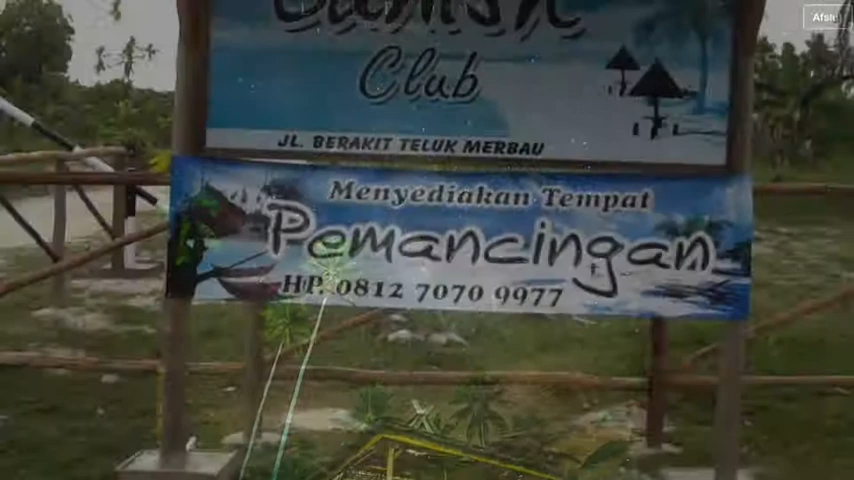 Club
JL. BERAKIT TELUK MERBAU
Menyediakan Tempat
Pemancingan
HP. 0812 7070 9977